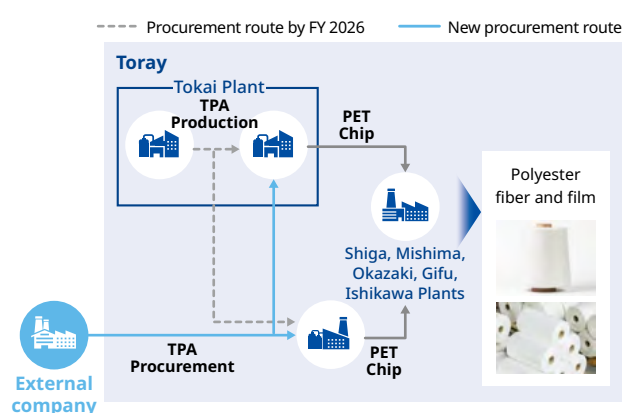 Procurement route by FY 2026
New procurement route
Toray
Tokai Plant
TPA
Production
PET
Chip
Polyester
fiber and film
Shiga, Mishima,
Okazaki, Gifu,
Ishikawa Plants
TPA
Procurement
PET
Chip
External
company